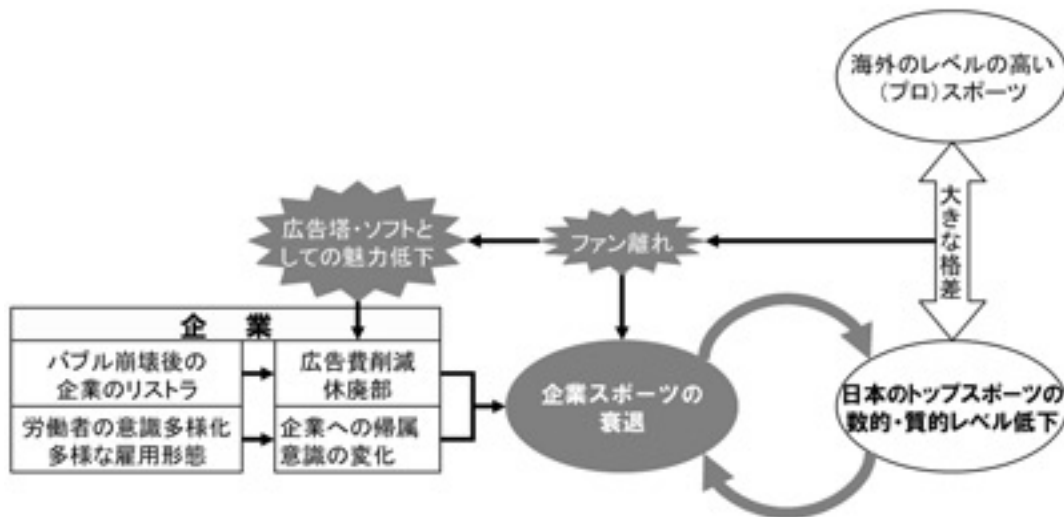 海外のレベルの高い
(プロ)スポーツ
大きな格差
広告塔・ソフトと
しての魅力低下
ファン離れ
企 業
バブル崩壊後の
企業のリストラ
広告費削減
休廃部
労働者の意識多様化
多様な雇用形態
企業への帰属
意識の変化
企業スポーツの
衰退
日本のトップスポーツの
数的・質的レベル低下